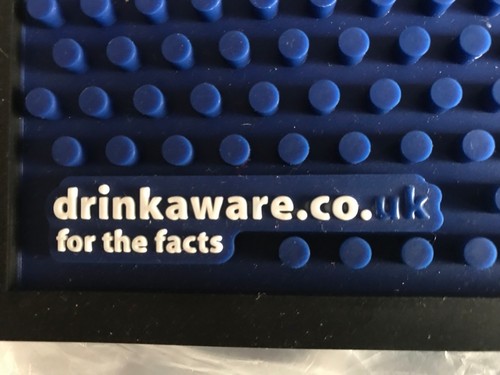 drinkaware.co.uk
for the facts